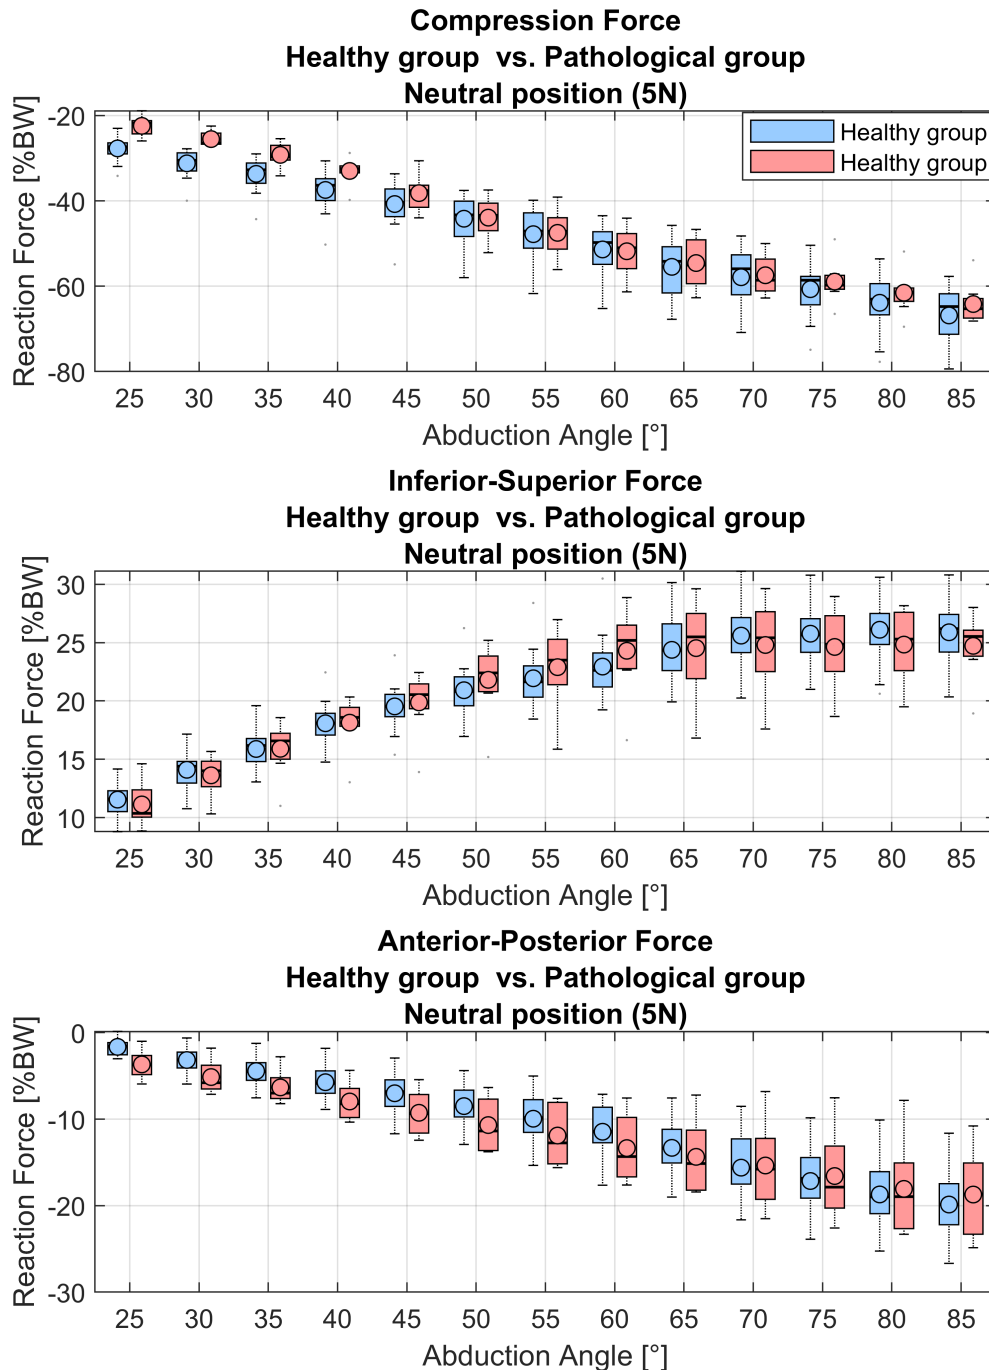 Compression Force
Healthy group  vs. Pathological group
Neutral position (5N)
Reaction Force [%BW]
-20
-40
-60
-80
Healthy group
Healthy group
25 30 35 40 45 50 55 60 65 70 75 80 85
Abduction Angle [°]
Inferior-Superior Force
Healthy group  vs. Pathological group
Neutral position (5N)
Reaction Force [%BW]
30
25
20
15
10
25 30 35 40 45 50 55 60 65 70 75 80 85
Abduction Angle [°]
Anterior-Posterior Force
Healthy group  vs. Pathological group
Neutral position (5N)
Reaction Force [%BW]
0
-10
-20
-30
25 30 35 40 45 50 55 60 65 70 75 80 85
Abduction Angle [°]